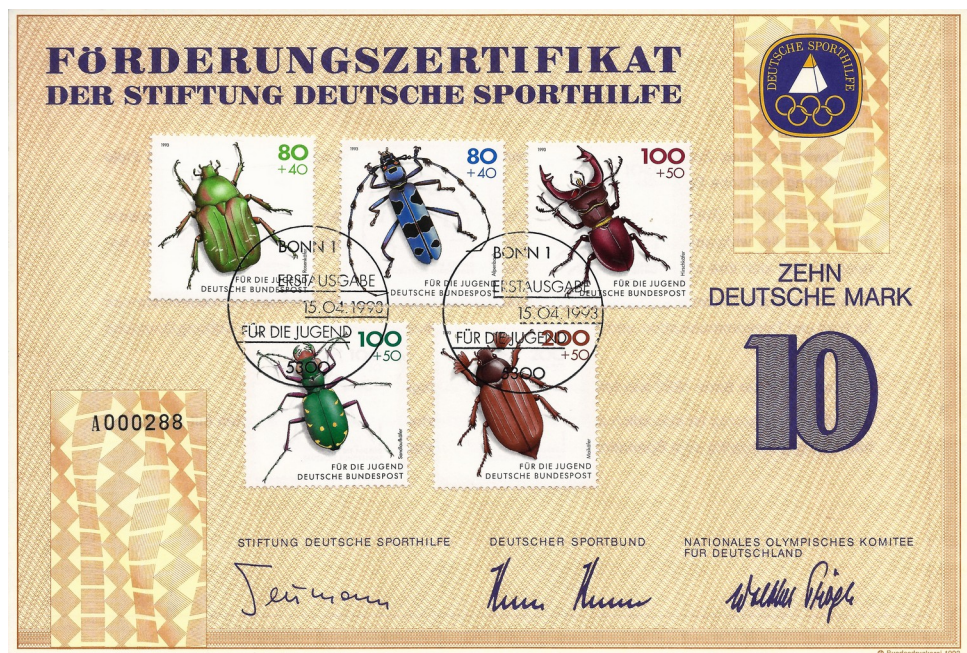 FÖRDERUNGSZERTIFIKAT
DER STIFTUNG DEUTSCHE SPORTHILFE
DEUTSCHE SPORTHILFE
1993
80
+40
FÜR DIE JUGEND
DEUTSCHE BUNDESPOST
1993
80
+40
Alpenbock
FÜR DIE JUGEND
DEUTSCHE BUNDESPOST
1993
100
+50
Hirschkäfer
FÜR DIE JUGEND
DEUTSCHE BUNDESPOST
BONN 1
ERSTAUSGABE
15.04.1993
FÜR DIE JUGEND
5300
BONN 1
ERSTAUSGABE
15.04.1993
FÜR DIE JUGEND
5300
ZEHN
DEUTSCHE MARK
10
100
+50
Sandlaufkäfer
FÜR DIE JUGEND
DEUTSCHE BUNDESPOST
200
+50
Maikäfer
FÜR DIE JUGEND
DEUTSCHE BUNDESPOST
A000288
STIFTUNG DEUTSCHE SPORTHILFE
DEUTSCHER SPORTBUND
NATIONALES OLYMPISCHES KOMITEE
FÜR DEUTSCHLAND